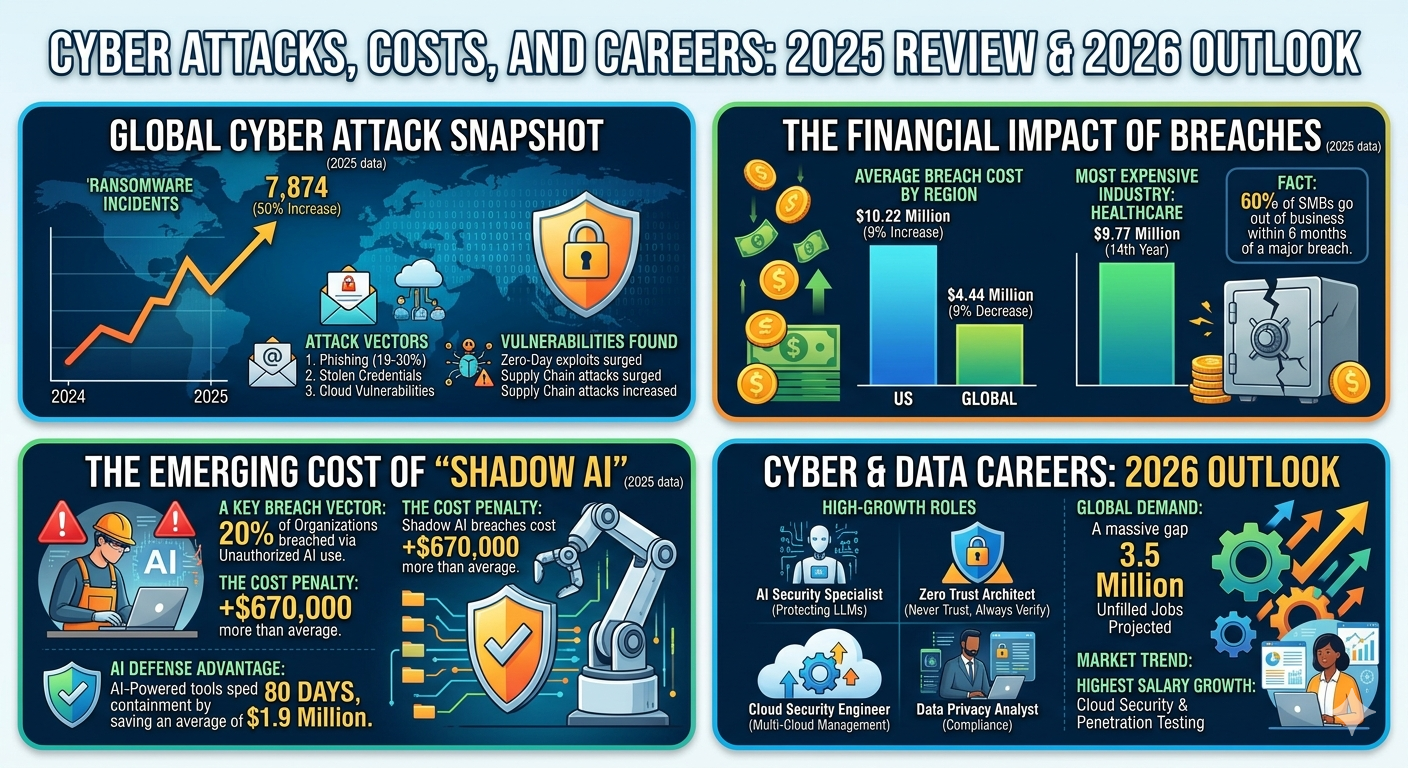 CYBER ATTACKS, COSTS, AND CAREERS: 2025 REVIEW & 2026 OUTLOOK
GLOBAL CYBER ATTACK SNAPSHOT
(2025 data)
'RANSOMWARE
INCIDENTS
7,874
(50% Increase)
2024
2025
@
ATTACK VECTORS
1. Phishing (19-30%)
2. Stolen Credentials
3. Cloud Vulnerabilities
VULNERABILITIES FOUND
Zero-Day exploits surged
Supply Chain attacks surged
Supply Chain attacks increased
THE FINANCIAL IMPACT OF BREACHES (2025 data)
AVERAGE BREACH COST
BY REGION
$10.22 Million
(9% Increase)
$4.44 Million
(9% Decrease)
US
GLOBAL
MOST EXPENSIVE
INDUSTRY:
HEALTHCARE
$9.77 Million
(14th Year)
FACT:
60% of SMBs go
out of business
within 6 months
of a major breach.
THE EMERGING COST OF “SHADOW AI” (2025 data)
AI
A KEY BREACH VECTOR:
20% of Organizations
breached via
Unauthorized AI use.
THE COST PENALTY:
+$670,000
more than average.
THE COST PENALTY:
Shadow AI breaches cost
+$670,000
more than average.
AI DEFENSE ADVANTAGE:
AI-Powered tools sped 80 DAYS,
containment by
saving an average of $1.9 Million.
CYBER & DATA CAREERS: 2026 OUTLOOK
HIGH-GROWTH ROLES
AI Security Specialist
(Protecting LLMs)
Zero Trust Architect
(Never Trust, Always Verify)
Cloud Security Engineer
(Multi-Cloud Management)
Data Privacy Analyst
(Compliance)
GLOBAL DEMAND:
A massive gap
3.5
Million
Unfilled Jobs
Projected
MARKET TREND:
HIGHEST SALARY GROWTH:
Cloud Security &
Penetration Testing